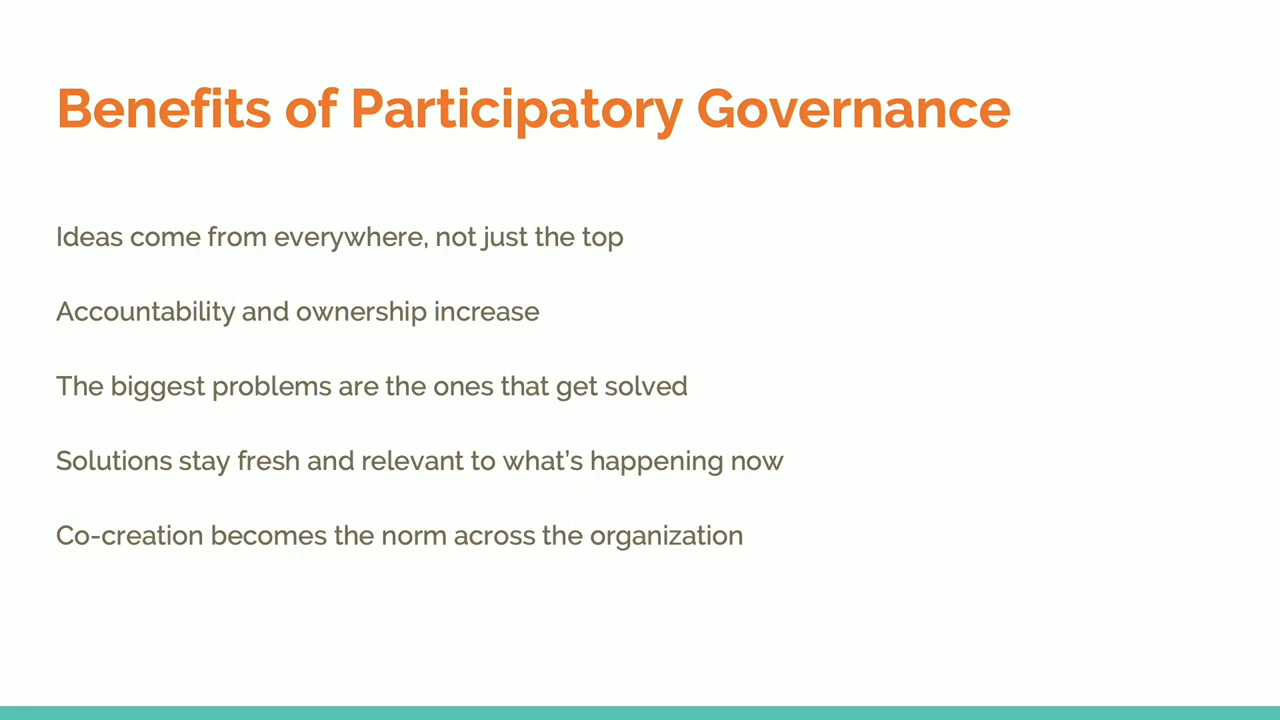 Benefits of Participatory Governance
Ideas come from everywhere, not just the top
Accountability and ownership increase
The biggest problems are the ones that get solved
Solutions stay fresh and relevant to what’s happening now
Co-creation becomes the norm across the organization